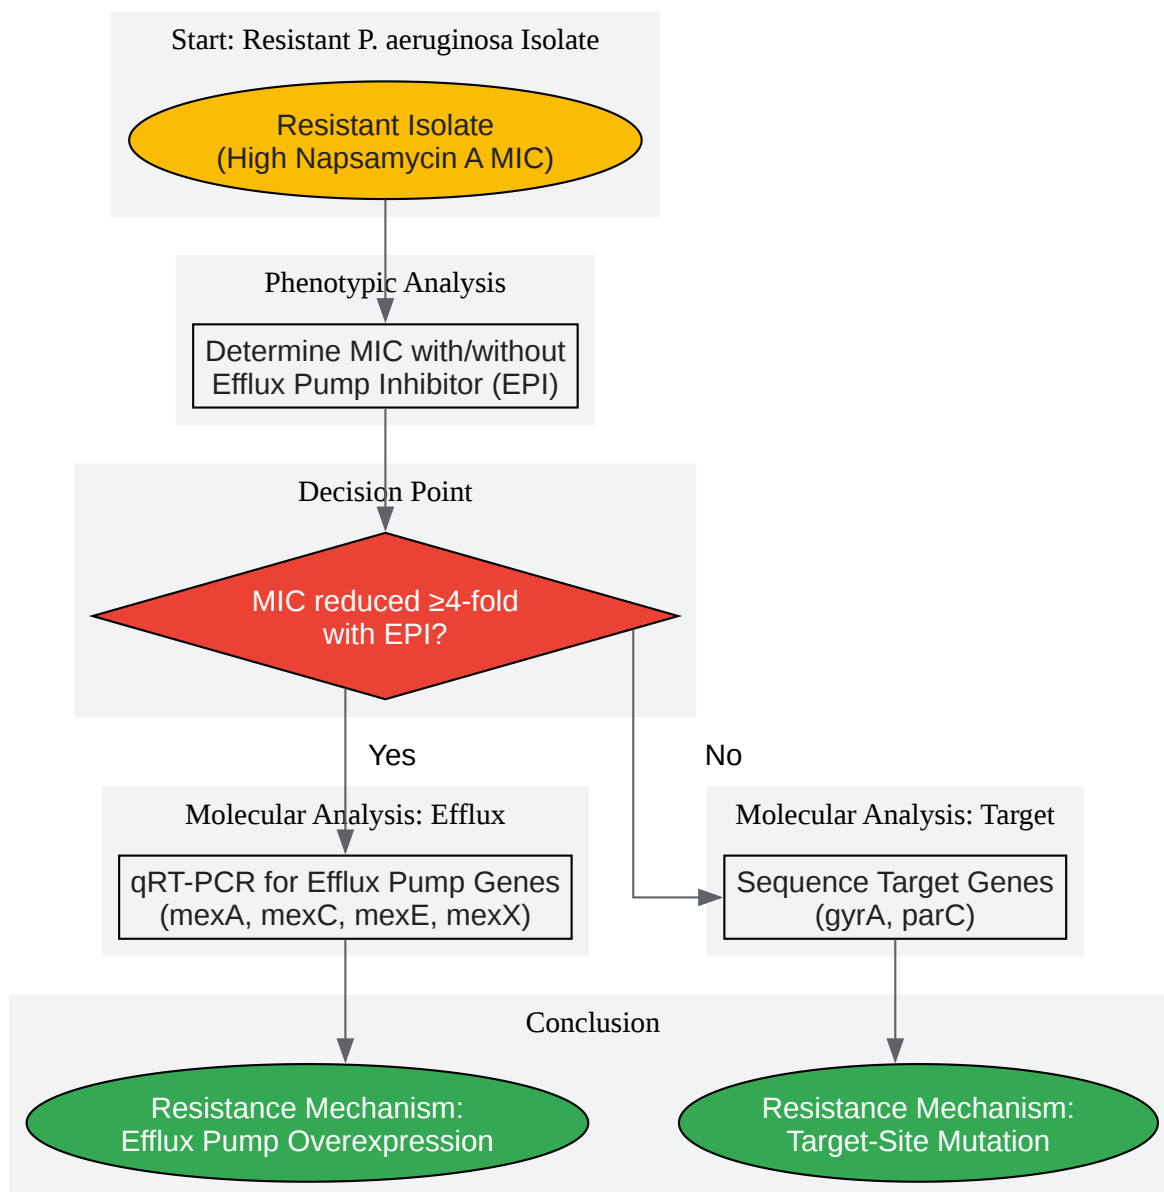 Start: Resistant P. aeruginosa Isolate
Resistant Isolate
(High Napsamycin A MIC)
Phenotypic Analysis
Determine MIC with/without
Efflux Pump Inhibitor (EPI)
Decision Point
MIC reduced ≥4-fold
with EPI?
Yes
No
Molecular Analysis: Efflux
qRT-PCR for Efflux Pump Genes
(mexA, mexC, mexE, mexX)
Molecular Analysis: Target
Sequence Target Genes
(gyrA, parC)
Conclusion
Resistance Mechanism:
Efflux Pump Overexpression
Resistance Mechanism:
Target-Site Mutation